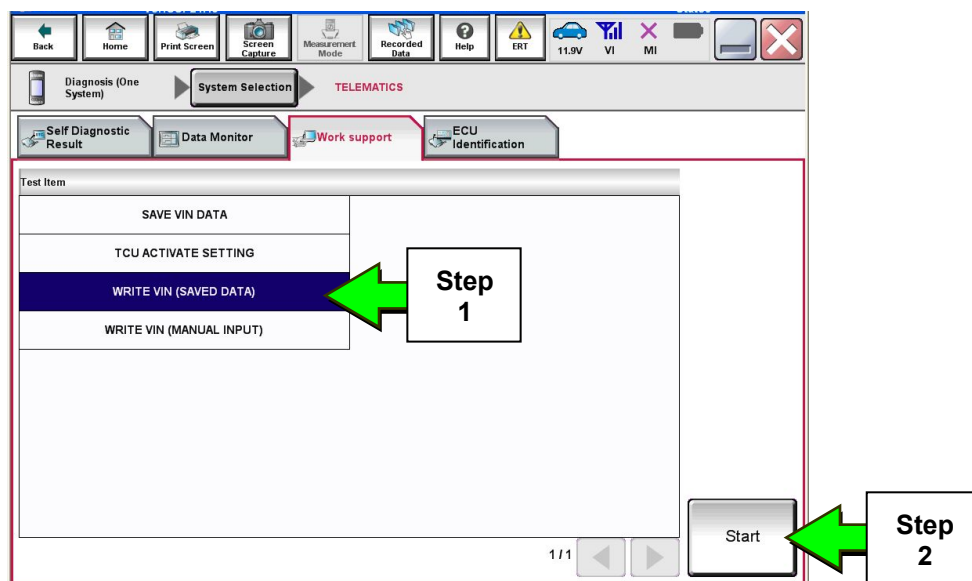 Back
Home
Print Screen
Screen
Capture
Measurement
Mode
Recorded
Data
Help
ERT
11.9V
VI
MI
Diagnosis (One
System)
System Selection
TELEMATICS
Self Diagnostic
Result
Data Monitor
Work support
ECU
Identification
Test Item
SAVE VIN DATA
TCU ACTIVATE SETTING
WRITE VIN (SAVED DATA)
WRITE VIN (MANUAL INPUT)
Step
1
1/1
Start
Step
2